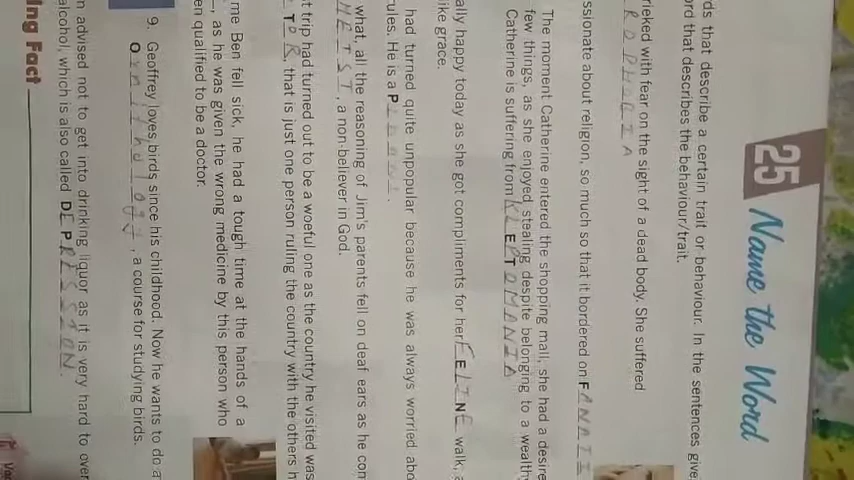 25 Name the Word
ds that describe a certain trait or behaviour. In the sentences give
ord that describes the behaviour/trait.
rieked with fear on the sight of a dead body. She suffered
ROPHOBIA
ssionate about religion, so much so that it bordered on FANATI
The moment Catherine entered the shopping mall, she had a desire
few things, as she enjoyed stealing despite belonging to a wealthy
Catherine is suffering from KLEPTOMANIA
ally happy today as she got compliments for her FELINE walk, a
ike grace.
had turned quite unpopular because he was always worried abo
ules. He is a P
what, all the reasoning of Jim's parents fell on deaf ears as he con
HEIST, a non-believer in God.
t trip had turned out to be a woeful one as the country he visited was
TOR, that is just one person ruling the country with the others h
me Ben fell sick, he had a tough time at the hands of a
, as he was given the wrong medicine by this person who
en qualified to be a doctor.
9. Geoffrey loves birds since his childhood. Now he wants to do a
Ornithology, a course for studying birds.
n advised not to get into drinking liquor as it is very hard to over
alcohol, which is also called DEPRESSION.
ing Fact